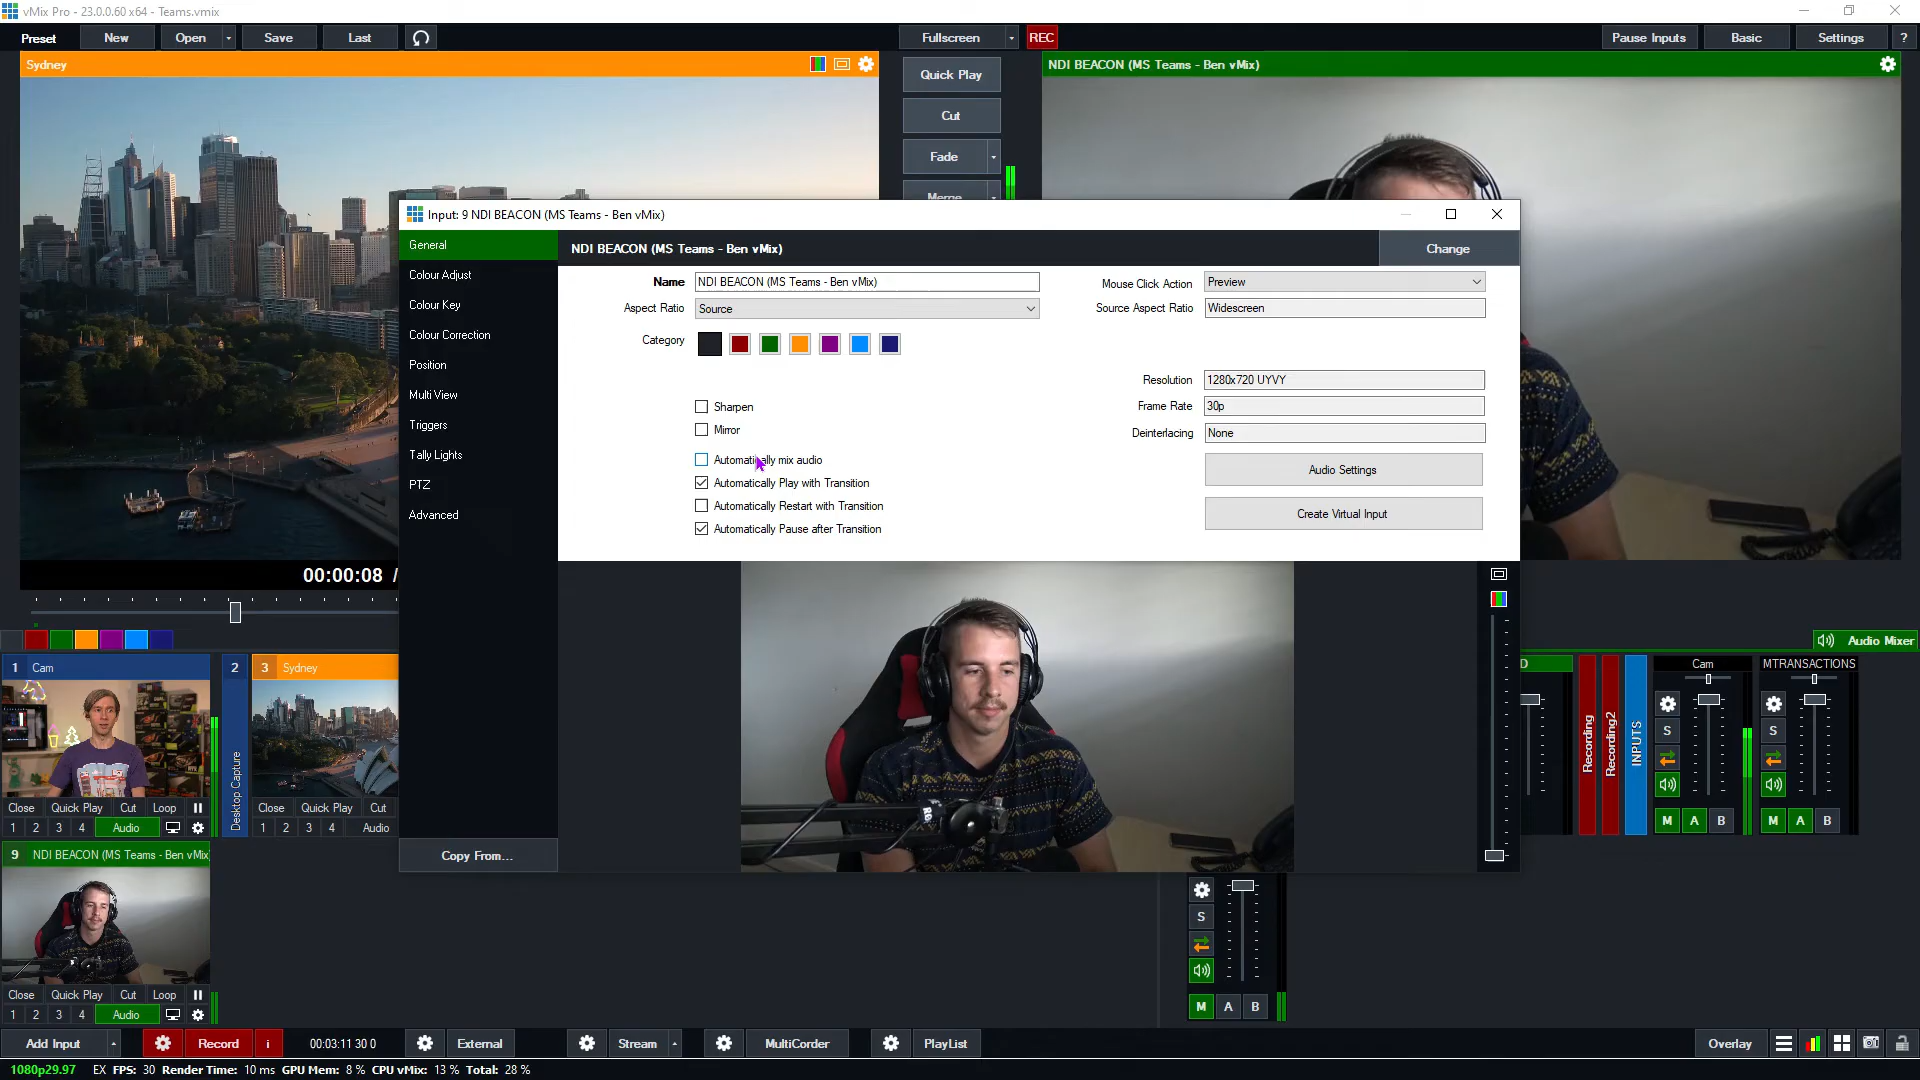 vMix Pro - 23.0.0.60 x64 - Teams.vmix
Preset New Open Save Last Fullscreen REC Pause Inputs Basic Settings ?
Sydney
Quick Play
Cut
Fade
Merge
NDI BEACON (MS Teams - Ben vMix)
Input: 9 NDI BEACON (MS Teams - Ben vMix)
General
Colour Adjust
Colour Key
Colour Correction
Position
Multi View
Triggers
Tally Lights
PTZ
Advanced
Copy From...
NDI BEACON (MS Teams - Ben vMix)
Change
Name NDI BEACON (MS Teams - Ben vMix)
Aspect Ratio Source
Category
Sharpen
Mirror
Automatically mix audio
Automatically Play with Transition
Automatically Restart with Transition
Automatically Pause after Transition
Mouse Click Action Preview
Source Aspect Ratio Widescreen
Resolution 1280x720 UYVY
Frame Rate 30p
Deinterlacing None
Audio Settings
Create Virtual Input
00:00:08 /
1 Cam
Close Quick Play Cut Loop
1 2 3 4 Audio
2
Desktop Capture
3 Sydney
Close Quick Play Cut
1 2 3 4 Audio
9 NDI BEACON (MS Teams - Ben vMix
Close Quick Play Cut Loop
1 2 3 4 Audio
Audio Mixer
D
Recording
Recording2
INPUTS
Cam
S
M A B
MTRANSACTIONS
S
M A B
S
M A B
Add Input Record i 00:03:11 30 0 External Stream MultiCorder PlayList Overlay
1080p29.97 EX FPS: 30 Render Time: 10 ms GPU Mem: 8 % CPU vMix: 13 % Total: 28 %